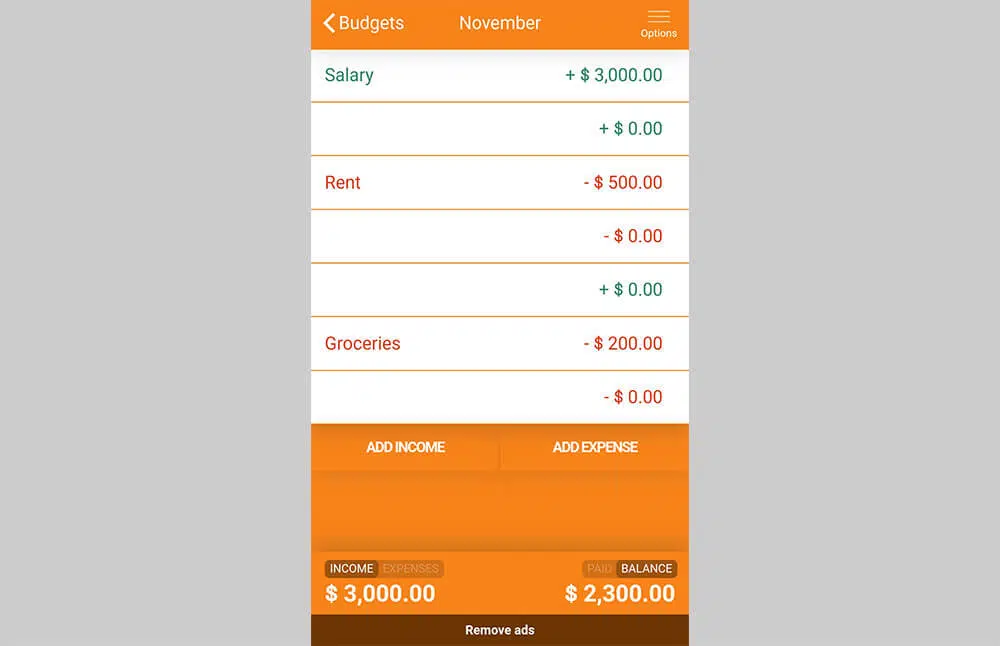 Budgets November Options
Salary + $ 3,000.00
+ $ 0.00
Rent - $ 500.00
- $ 0.00
+ $ 0.00
Groceries - $ 200.00
- $ 0.00
ADD INCOME ADD EXPENSE
INCOME EXPENSES PAID BALANCE
$ 3,000.00 $ 2,300.00
Remove ads